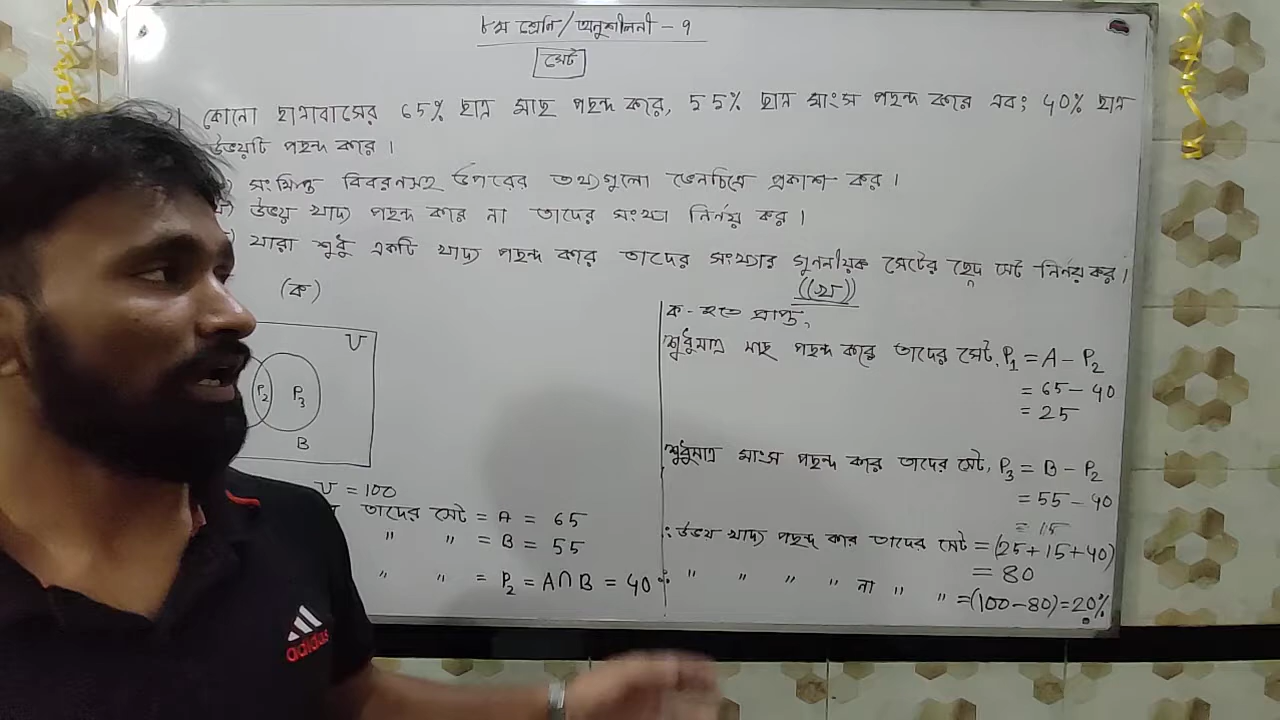 ৮ম শ্রেণি/অনুশীলনী - ৭
সেট
কোনো ছাত্রাবাসের 65% ছাত্র মাছ পছন্দ করে, 55% ছাত্র মাংস পছন্দ করে এবং 40% ছাত্র
উভয়টি পছন্দ করে।
সংক্ষিপ্ত বিবরনসহ উপরের তথ্যগুলো ভেনচিত্রে প্রকাশ কর।
উভয় খাদ্য পছন্দ করে না তাদের সংখ্যা নির্নয় কর।
যারা শুধু একটি খাদ্য পছন্দ করে তাদের সংখ্যার গুননীয়ক সেটের ছেদ সেট নির্নয় কর।
(ক)
U
P2 P3
B
U = 100
তাদের সেট = A = 65
" " = B = 55
" " = P2 = A∩B = 40
(খ)
ক - হতে প্রাপ্ত,
শুধুমাত্র মাছ পছন্দ করে তাদের সেট, P1 = A - P2
= 65 - 40
= 25
শুধুমাত্র মাংস পছন্দ করে তাদের সেট, P3 = B - P2
= 55 - 40
= 15
∴ উভয় খাদ্য পছন্দ করে তাদের সেট = (25+15+40)
= 80
∴ " " " " না " " = (100-80) = 20%
adidas